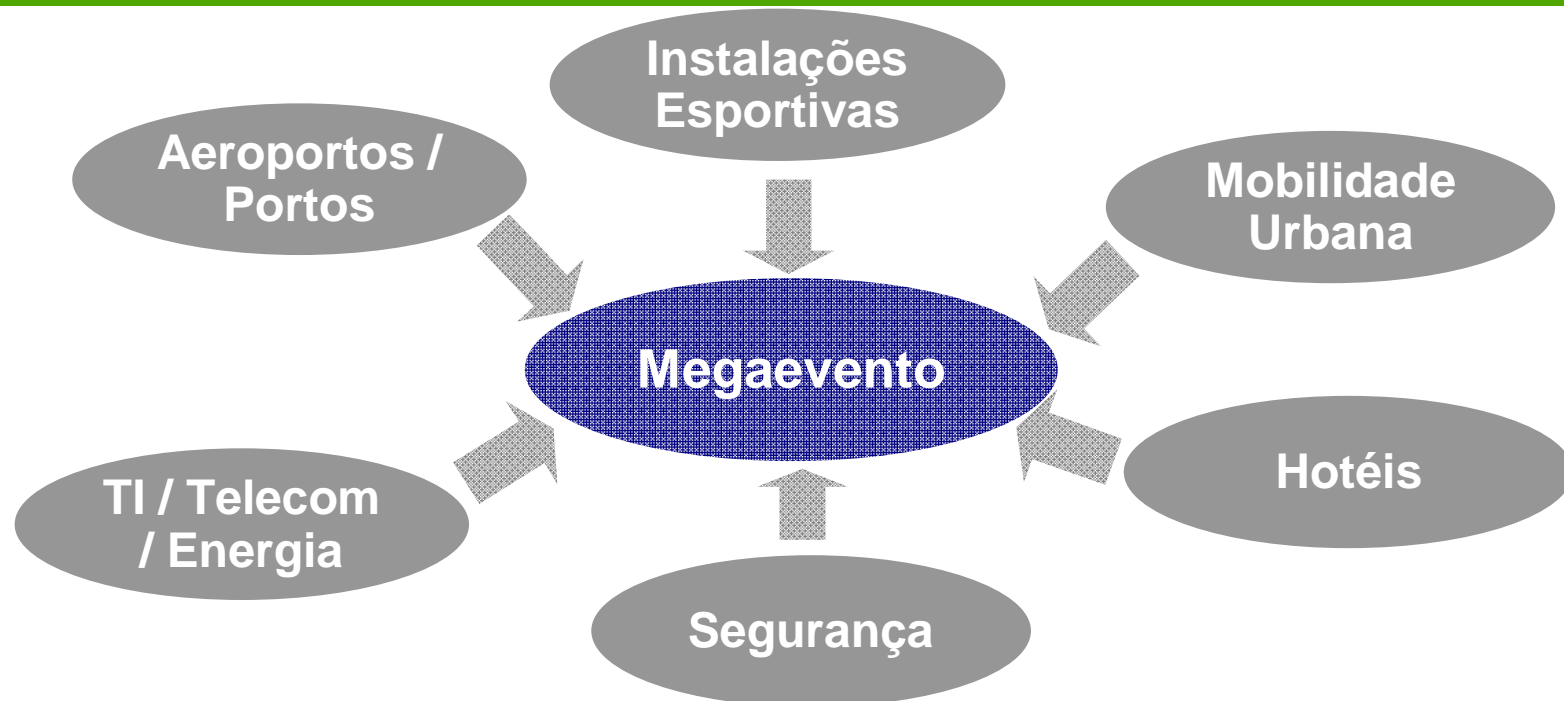 Instalações
Esportivas
Aeroportos /
Portos
Mobilidade
Urbana
Megaevento
TI / Telecom
/ Energia
Hotéis
Segurança